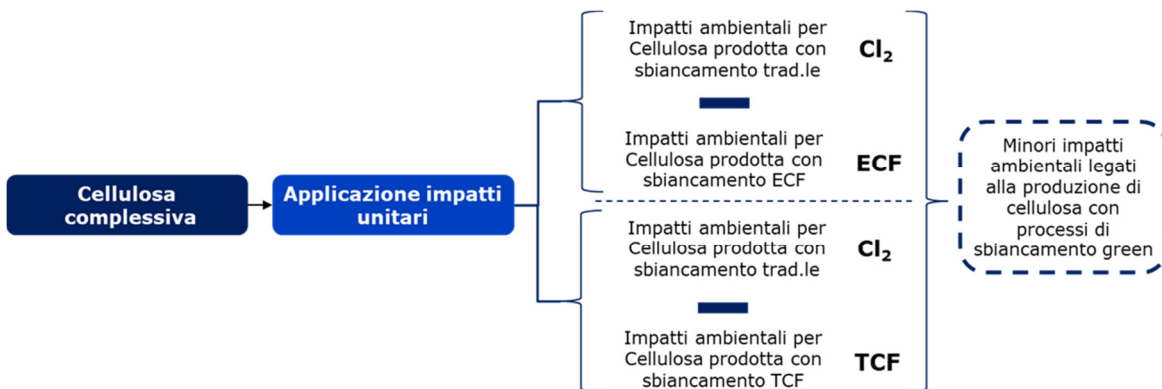 Cellulosa
complessiva
Applicazione impatti
unitari
Impatti ambientali per
Cellulosa prodotta con
sbiancamento trad.le
Cl₂
Impatti ambientali per
Cellulosa prodotta con
sbiancamento ECF
ECF
Impatti ambientali per
Cellulosa prodotta con
sbiancamento trad.le
Cl₂
Impatti ambientali per
Cellulosa prodotta con
sbiancamento TCF
TCF
Minori impatti
ambientali legati
alla produzione di
cellulosa con
processi di
sbiancamento green